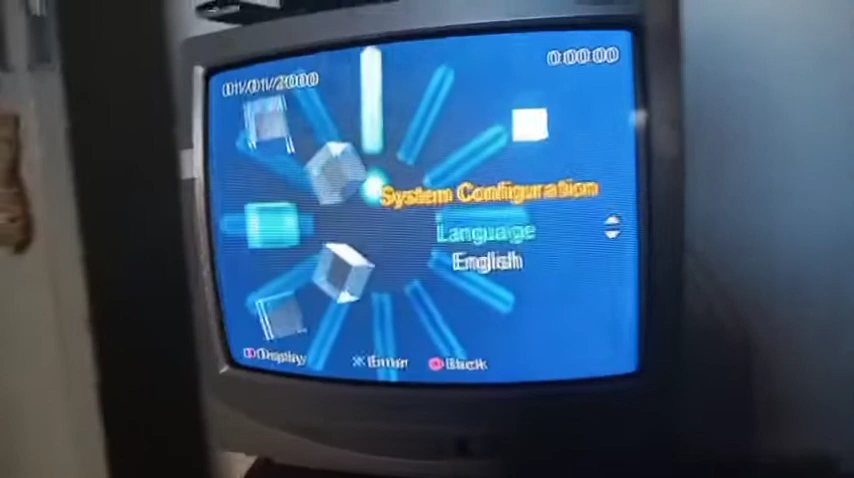 01/01/2000
0:00:00
System Configuration
Language
English
Display
Enter
Back